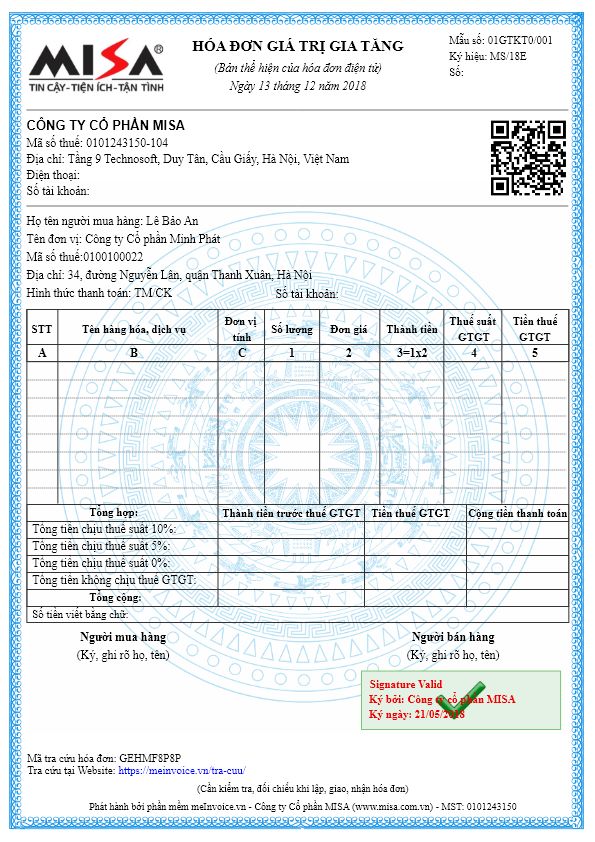 MISA®
TIN CẬY-TIỆN ÍCH-TẬN TÌNH
HÓA ĐƠN GIÁ TRỊ GIA TĂNG
(Bản thể hiện của hóa đơn điện tử)
Ngày 13 tháng 12 năm 2018
Mẫu số: 01GTKT0/001
Ký hiệu: MS/18E
Số:
CÔNG TY CỔ PHẦN MISA
Mã số thuế: 0101243150-104
Địa chỉ: Tầng 9 Technosoft, Duy Tân, Cầu Giấy, Hà Nội, Việt Nam
Điện thoại:
Số tài khoản:
Họ tên người mua hàng: Lê Bảo An
Tên đơn vị: Công ty Cổ phần Minh Phát
Mã số thuế:0100100022
Địa chỉ: 34, đường Nguyễn Lân, quận Thanh Xuân, Hà Nội
Hình thức thanh toán: TM/CK Số tài khoản:
STT Tên hàng hóa, dịch vụ Đơn vị tính Số lượng Đơn giá Thành tiền Thuế suất GTGT Tiền thuế GTGT
A B C 1 2 3=1x2 4 5
Tổng hợp: Thành tiền trước thuế GTGT Tiền thuế GTGT Cộng tiền thanh toán
Tổng tiền chịu thuế suất 10%:
Tổng tiền chịu thuế suất 5%:
Tổng tiền chịu thuế suất 0%:
Tổng tiền không chịu thuế GTGT:
Tổng cộng:
Số tiền viết bằng chữ:
Người mua hàng Người bán hàng
(Ký, ghi rõ họ, tên) (Ký, ghi rõ họ, tên)
Signature Valid
Ký bởi: Công ty cổ phần MISA
Ký ngày: 21/05/2018
Mã tra cứu hóa đơn: GEHMF8P8P
Tra cứu tại Website: https://meinvoice.vn/tra-cuu/
(Cần kiểm tra, đối chiếu khi lập, giao, nhận hóa đơn)
Phát hành bởi phần mềm meInvoice.vn - Công ty Cổ phần MISA (www.misa.com.vn) - MST: 0101243150